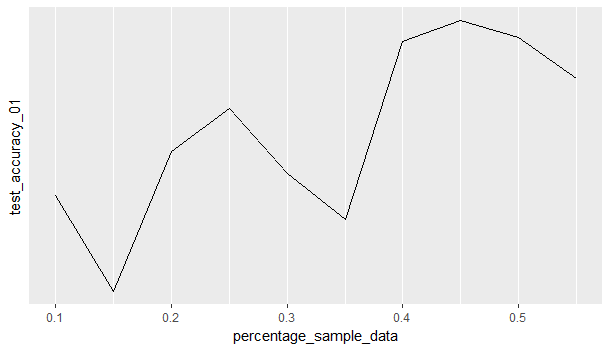 test_accuracy_01
0.1 0.2 0.3 0.4 0.5
percentage_sample_data